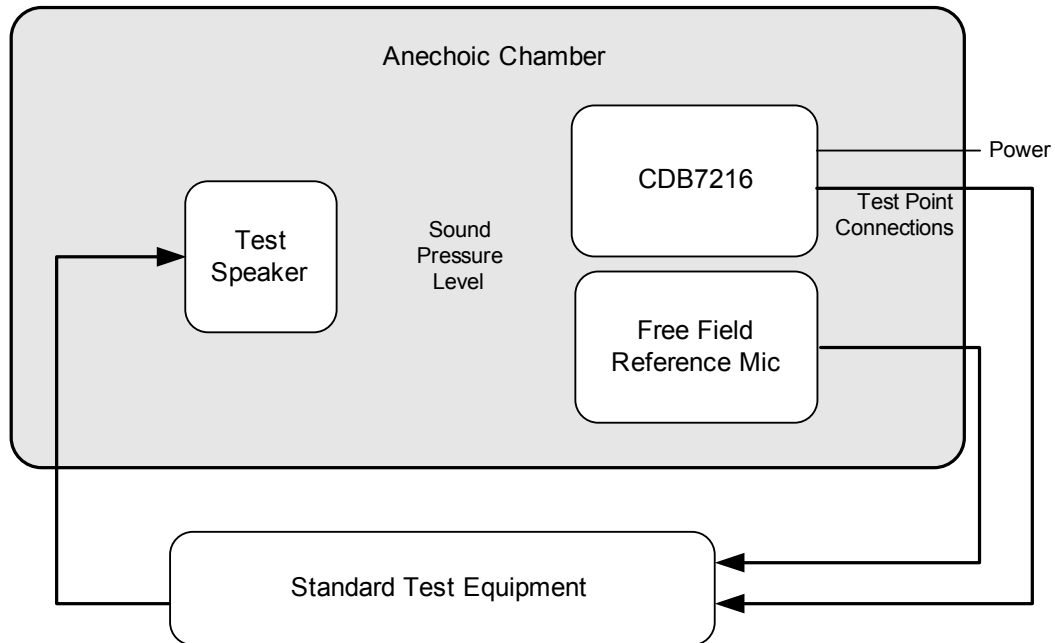 Anechoic Chamber
CDB7216
Power
Test Point
Connections
Test
Speaker
Sound
Pressure
Level
Free Field
Reference Mic
Standard Test Equipment